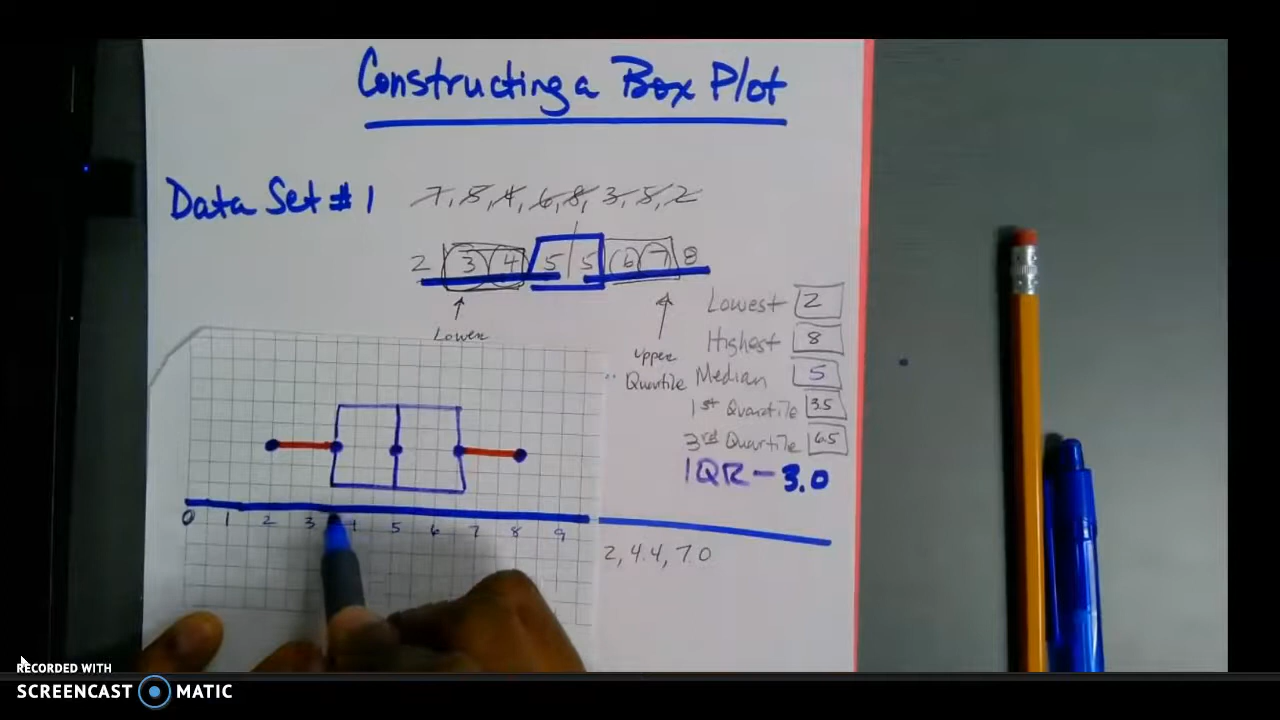 Constructing a Box Plot
Data Set #1 7, 5, 4, 6, 8, 3, 5, 2
2 3 4 5 5 6 7 8
Lower
Upper
Quartile
Lowest 2
Highest 8
Median 5
1st Quartile 3.5
3rd Quartile 6.5
IQR - 3.0
0 1 2 3 4 5 6 7 8 9
2, 4.4, 7.0
RECORDED WITH
SCREENCAST MATIC